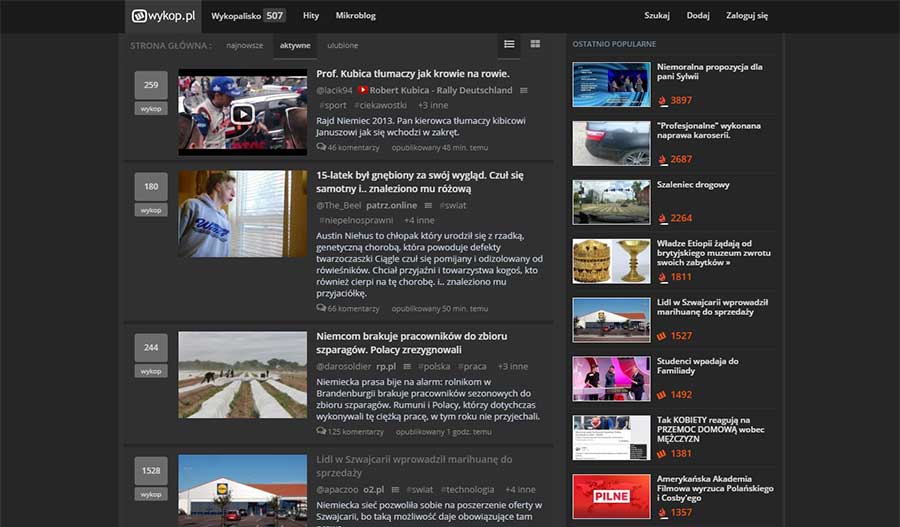 wykop.pl Wykopalisko 507 Hity Mikroblog Szukaj Dodaj Zaloguj się
STRONA GŁÓWNA : najnowsze aktywne ulubione
259
wykop
Prof. Kubica tłumaczy jak krowie na rowie.
@lacik94 Robert Kubica - Rally Deutschland
#sport #ciekawostki +3 inne
Rajd Niemiec 2013. Pan kierowca tłumaczy kibicowi
Januszowi jak się wchodzi w zakręt.
46 komentarzy opublikowany 48 min. temu
180
wykop
15-latek był gnębiony za swój wygląd. Czuł się
samotny i.. znaleziono mu różową
@The_Beel patrz.online #swiat
#niepelnosprawni +4 inne
Austin Niehus to chłopak który urodził się z rzadką,
genetyczną chorobą, która powoduje defekty
twarzoczaszki Ciągle czuł się pomijany i odizolowany od
rówieśników. Chciał przyjaźni i towarzystwa kogoś, kto
również cierpi na tę chorobę. i.. znaleziono mu
przyjaciółkę.
66 komentarzy opublikowany 50 min. temu
244
wykop
Niemcom brakuje pracowników do zbioru
szparagów. Polacy zrezygnowali
@darosoldier rp.pl #polska #praca +3 inne
Niemiecka prasa bije na alarm: rolnikom w
Brandenburgii brakuje pracowników sezonowych do
zbioru szparagów. Rumuni i Polacy, którzy dotychczas
wykonywali tę ciężką pracę, w tym roku nie przyjechali.
125 komentarzy opublikowany 1 godz. temu
1528
wykop
Lidl w Szwajcarii wprowadził marihuanę do
sprzedaży
@apaczoo o2.pl #swiat #technologia +4 inne
Niemiecka sieć pozwoliła sobie na poszerzenie oferty w
Szwajcarii, bo taką możliwość daje obowiązujące tam
OSTATNIO POPULARNE
Niemoralna propozycja dla
pani Sylwii
3897
"Profesjonalne" wykonana
naprawa karoserii.
2687
Szaleniec drogowy
2264
Władze Etiopii żądają od
brytyjskiego muzeum zwrotu
swoich zabytków »
1811
Lidl w Szwajcarii wprowadził
marihuanę do sprzedaży
1527
Studenci wpadaja do
Familiady
1492
Tak KOBIETY reagują na
PRZEMOC DOMOWĄ wobec
MĘŻCZYZN
1381
PILNE
Amerykańska Akademia
Filmowa wyrzuca Polańskiego
i Cosby'ego
1357